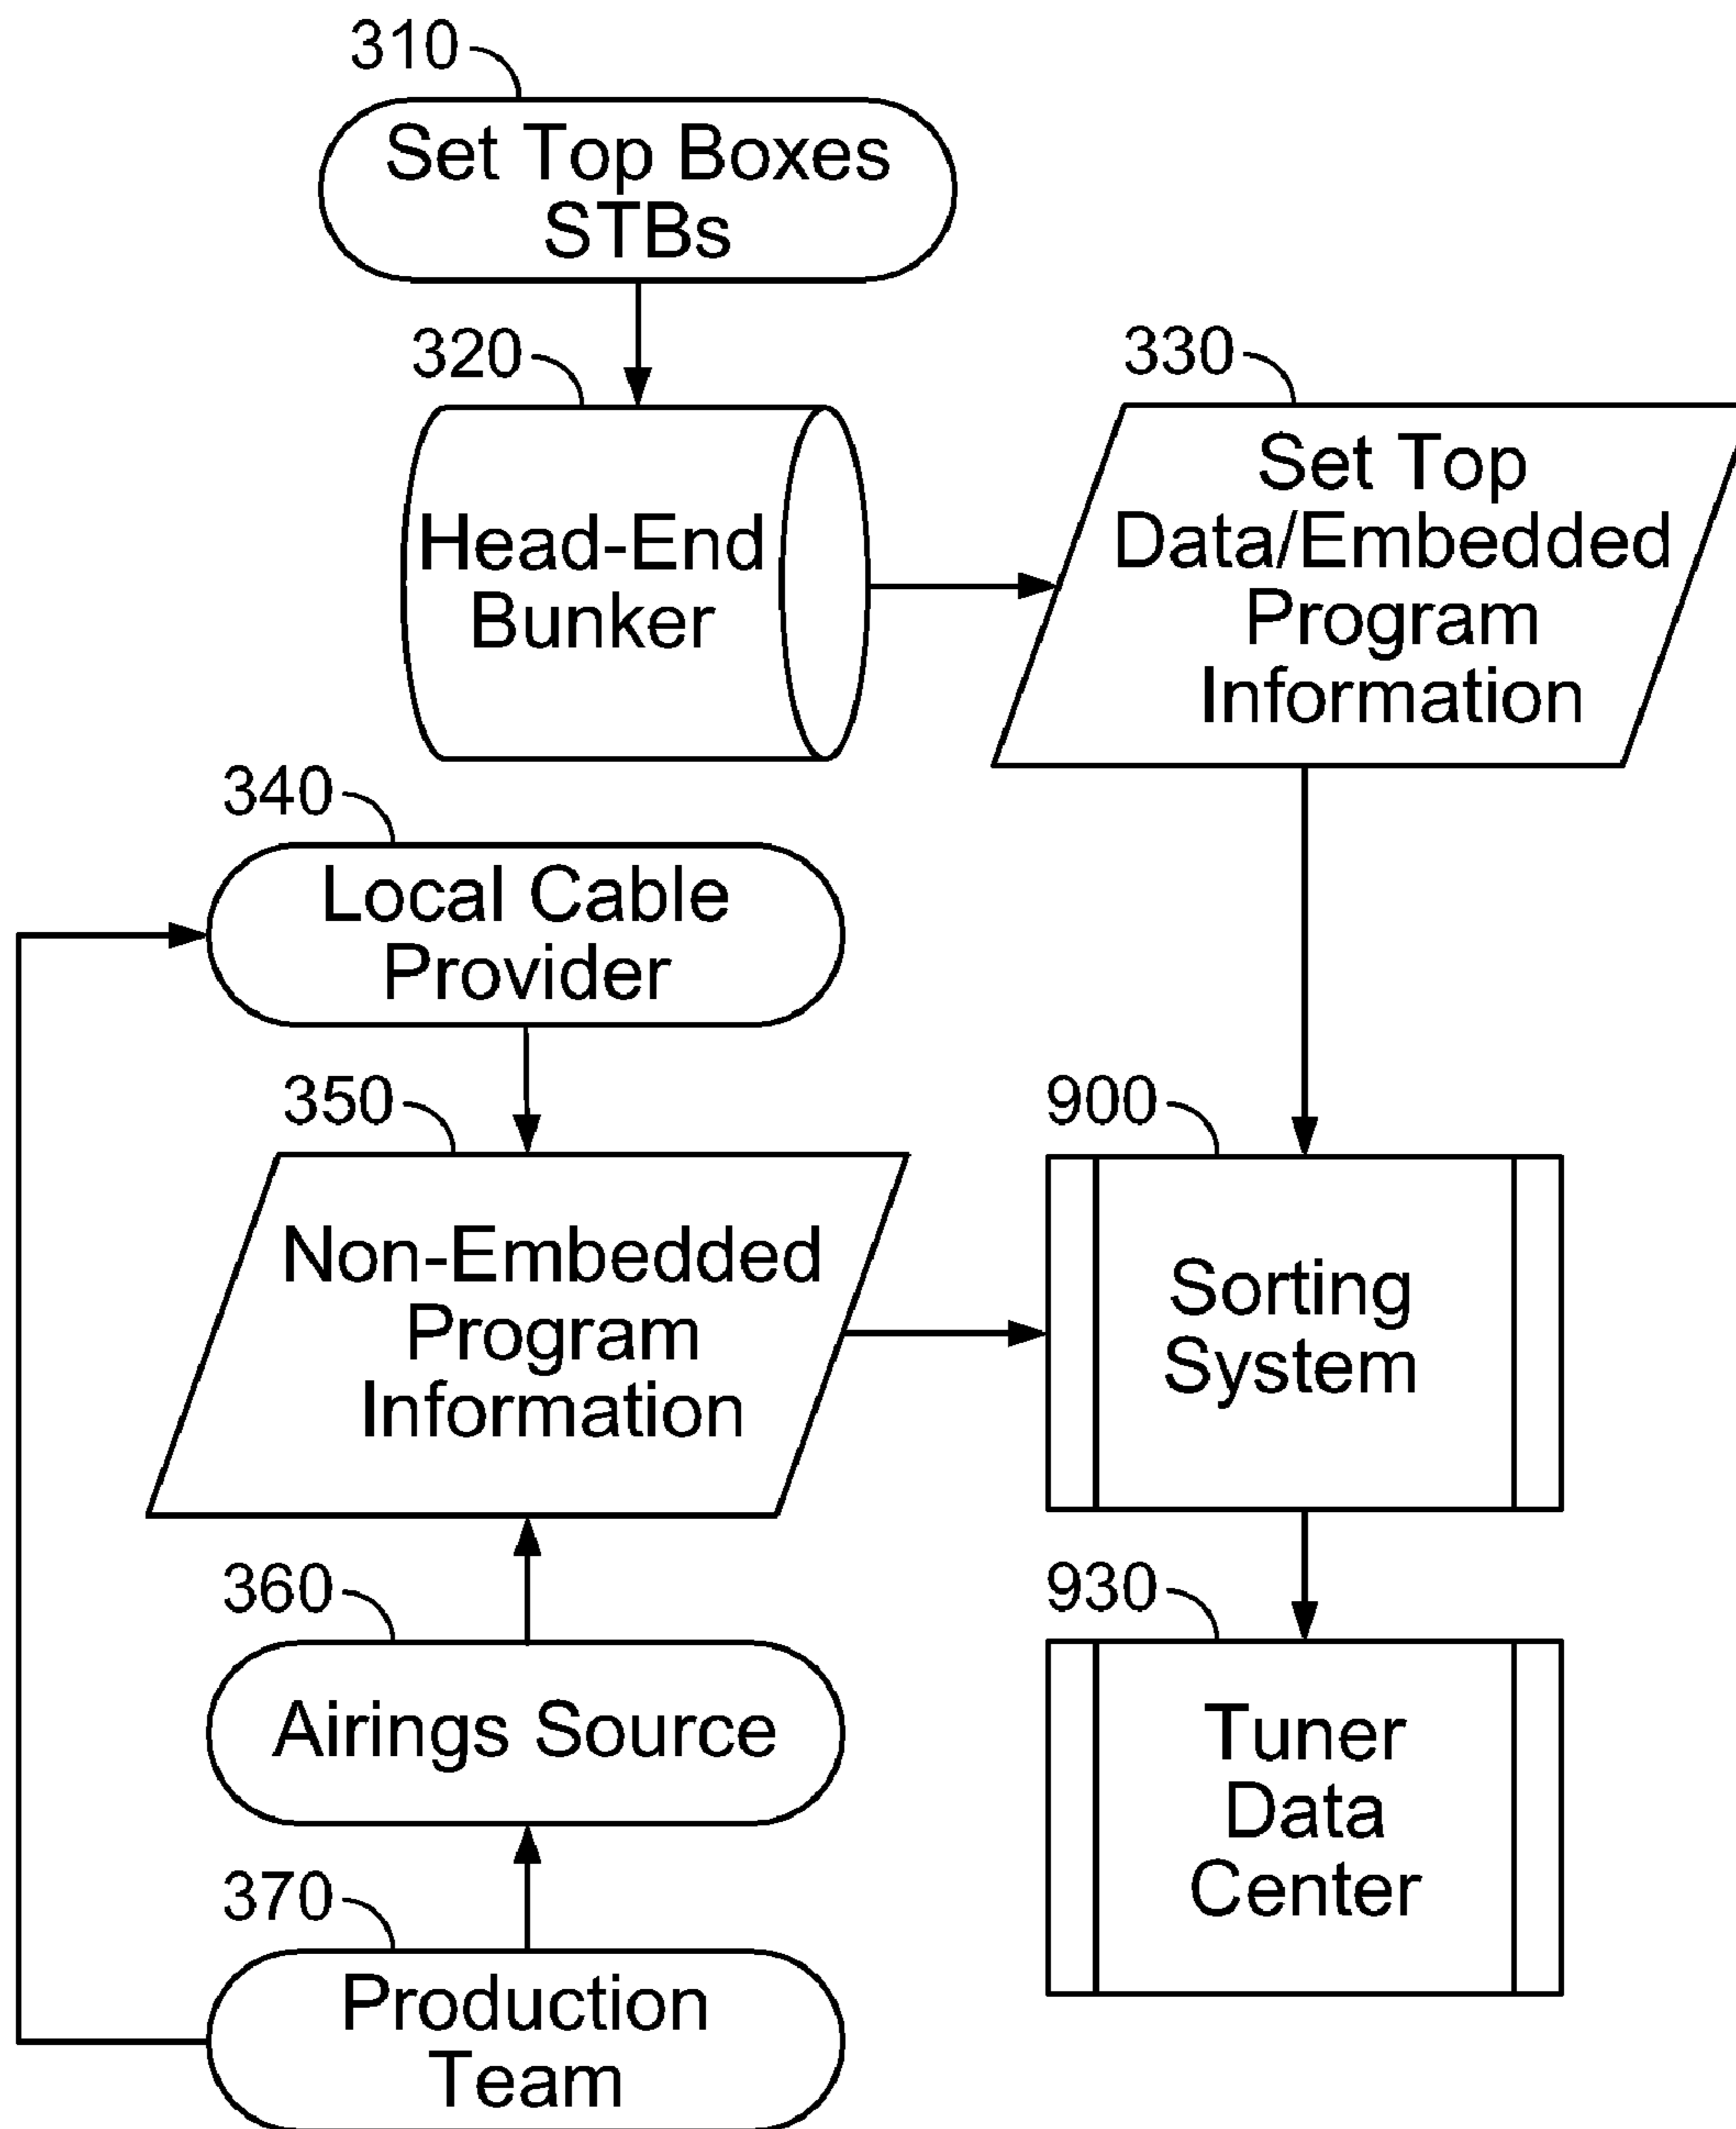 310
Set Top Boxes
STBs
320
Head-End
Bunker
330
Set Top
Data/Embedded
Program
Information
340
Local Cable
Provider
350
Non-Embedded
Program
Information
900
Sorting
System
360
Airings Source
930
Tuner
Data
Center
370
Production
Team